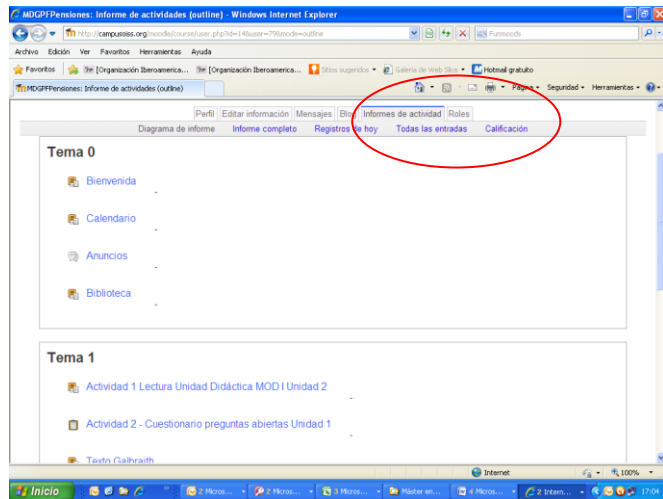 MDGPFPensiones: Informe de actividades (outline) - Windows Internet Explorer
http://campusoiss.org/moodle/course/user.php?id=14&user=79&mode=outline
Funmoods
Archivo Edición Ver Favoritos Herramientas Ayuda
Favoritos [Organización Iberoamerica... [Organización Iberoamerica... Sitios sugeridos Galería de Web Slice Hotmail gratuito
MDGPFPensiones: Informe de actividades (outline) Página Seguridad Herramientas
Perfil Editar información Mensajes Blog Informes de actividad Roles
Diagrama de informe Informe completo Registros de hoy Todas las entradas Calificación
Tema 0
Bienvenida
-
Calendario
-
Anuncios
-
Biblioteca
-
Tema 1
Actividad 1 Lectura Unidad Didáctica MOD I Unidad 2
-
Actividad 2 - Cuestionario preguntas abiertas Unidad 1
-
Texto Galbraith
Internet 100%
Inicio 2 Micros... 2 Micros... 3 Micros... Máster en... 4 Micros... 2 Intern... 17:04